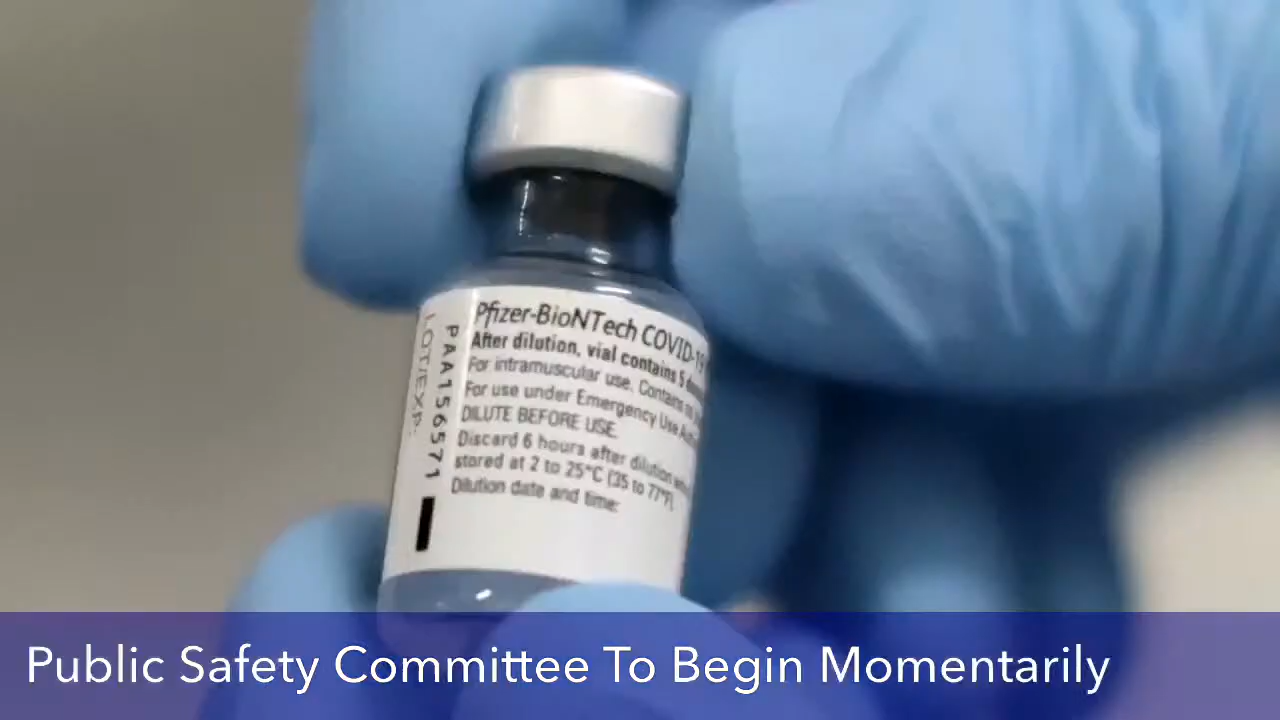 Pfizer-BioNTech COVID-19
After dilution, vial contains 5
For intramuscular use. Contains
For use under Emergency Use
DILUTE BEFORE USE.
Discard 6 hours after dilution
stored at 2 to 25°C (35 to 77°F).
Dilution date and time:
PAA156571
LOT/EXP:
Public Safety Committee To Begin Momentarily